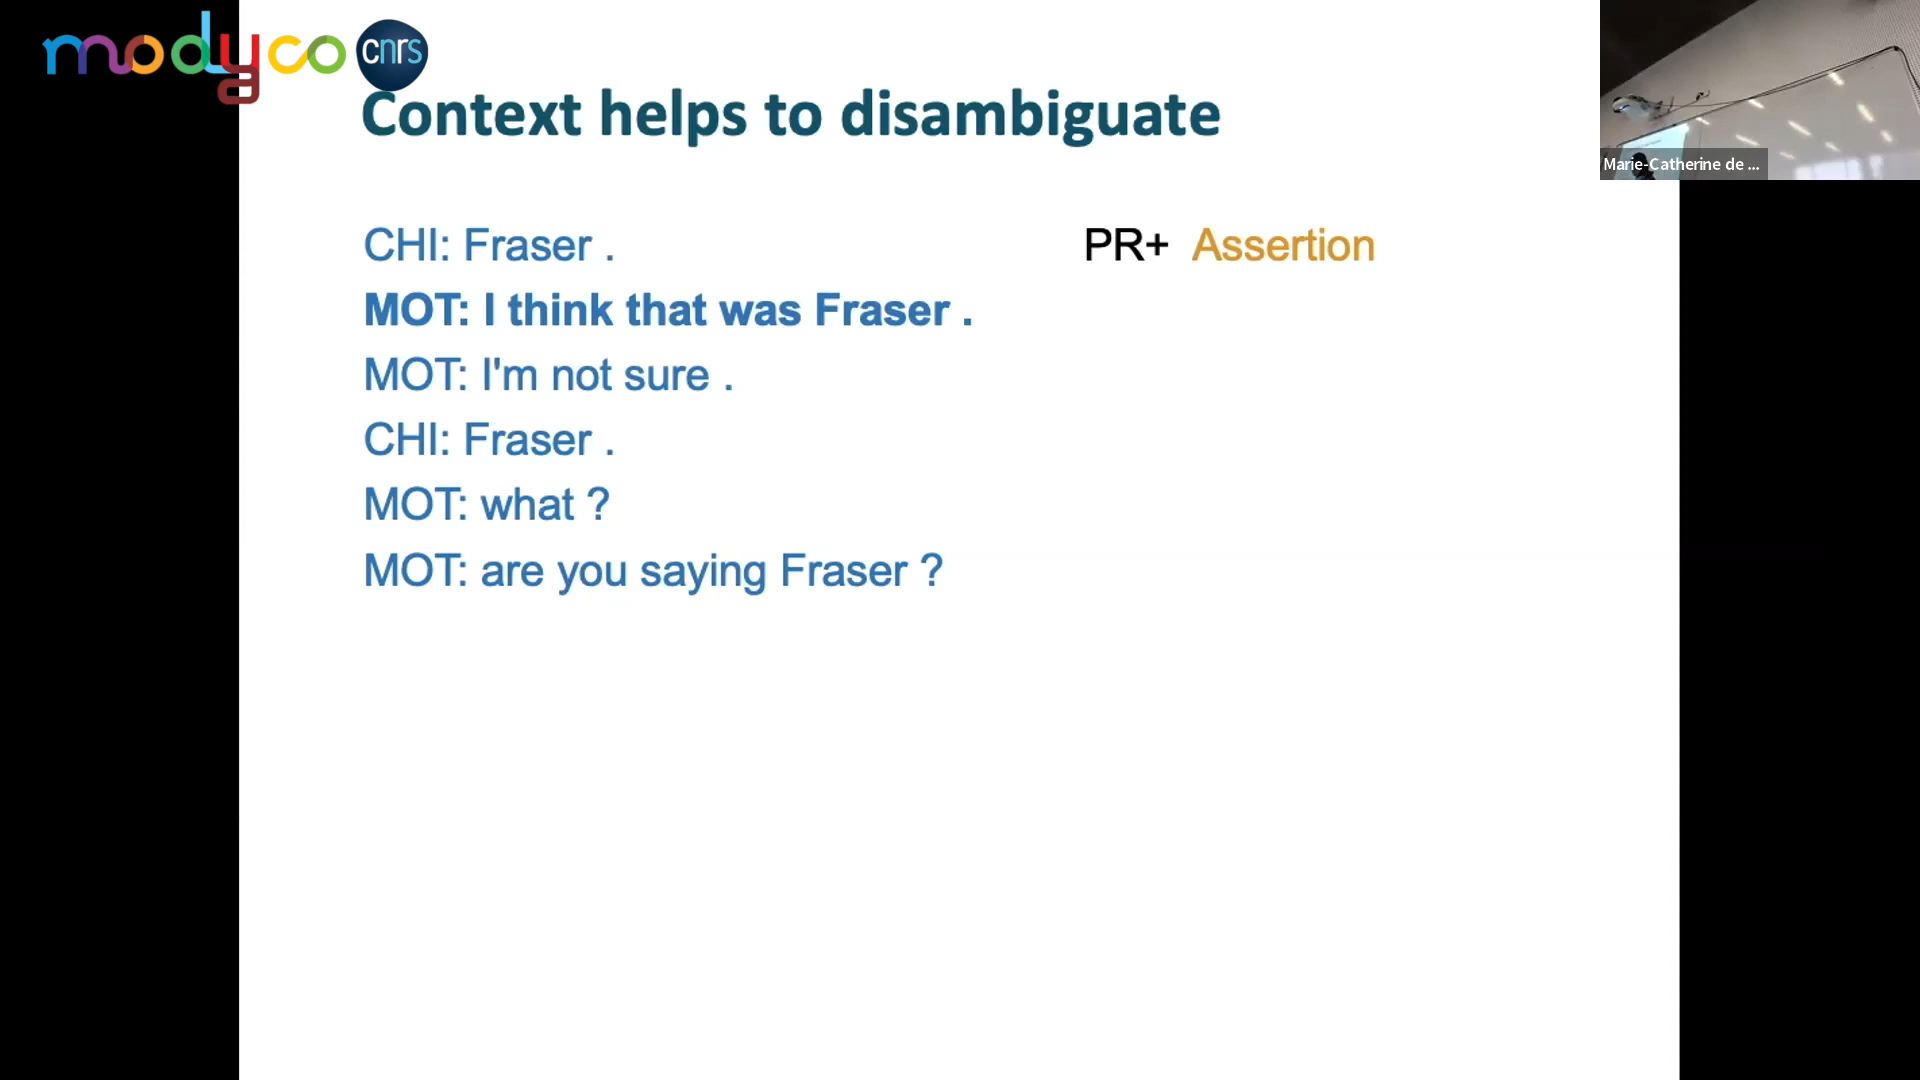 modyco cnrs
Context helps to disambiguate
CHI: Fraser . PR+ Assertion
MOT: I think that was Fraser .
MOT: I'm not sure .
CHI: Fraser .
MOT: what ?
MOT: are you saying Fraser ?
Marie-Catherine de ...